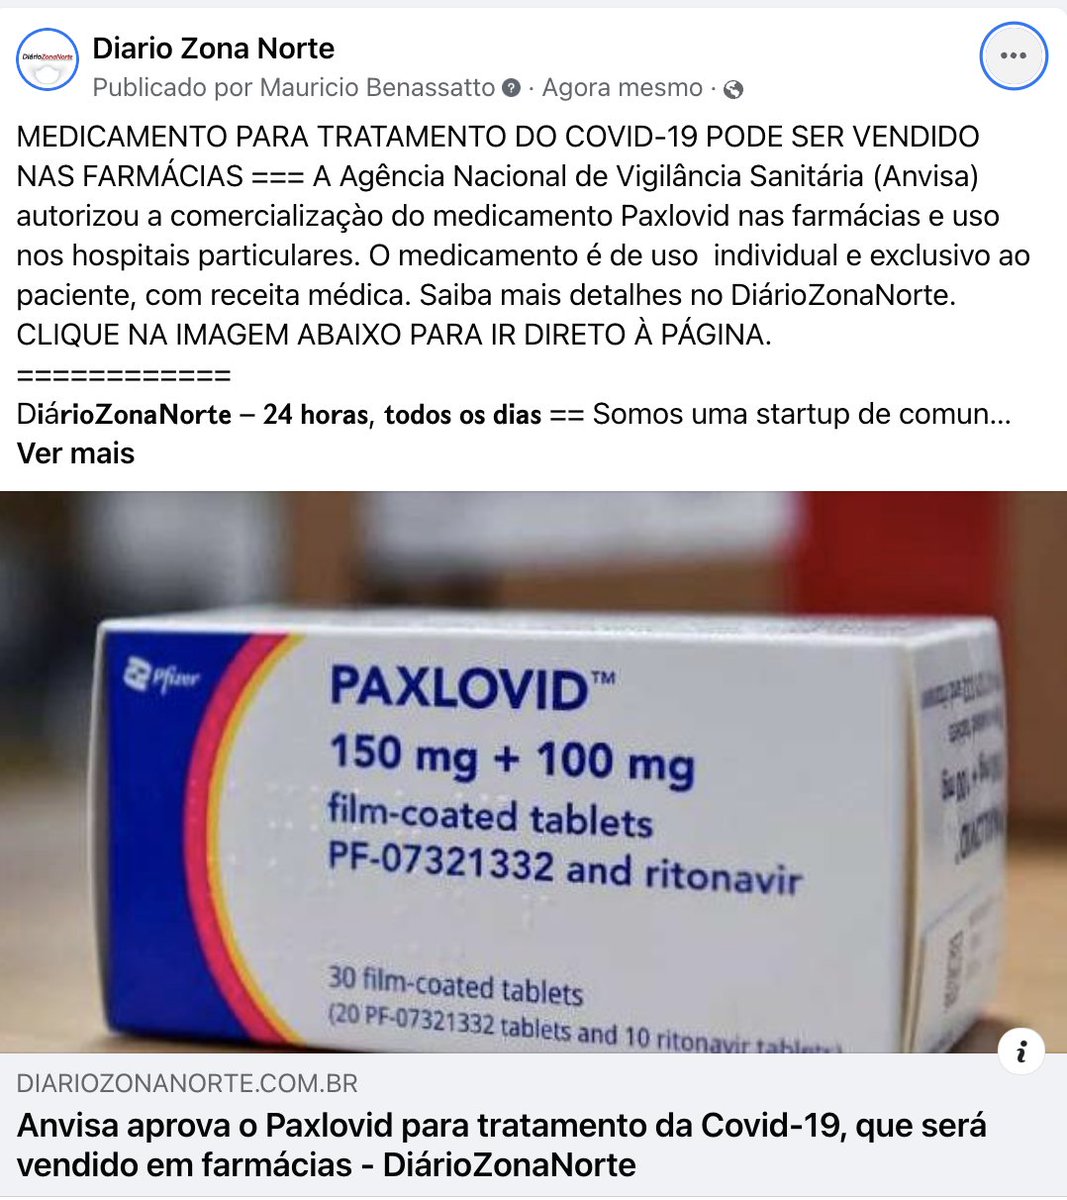 DiárioZonaNorte
Diario Zona Norte
Publicado por Mauricio Benassatto · Agora mesmo ·
MEDICAMENTO PARA TRATAMENTO DO COVID-19 PODE SER VENDIDO
NAS FARMÁCIAS === A Agência Nacional de Vigilância Sanitária (Anvisa)
autorizou a comercializaçào do medicamento Paxlovid nas farmácias e uso
nos hospitais particulares. O medicamento é de uso  individual e exclusivo ao
paciente, com receita médica. Saiba mais detalhes no DiárioZonaNorte.
CLIQUE NA IMAGEM ABAIXO PARA IR DIRETO À PÁGINA.
============
DiárioZonaNorte – 24 horas, todos os dias == Somos uma startup de comun...
Ver mais
Pfizer
PAXLOVID™
150 mg + 100 mg
film-coated tablets
PF-07321332 and ritonavir
30 film-coated tablets
(20 PF-07321332 tablets and 10 ritonavir tablets)
DIARIOZONANORTE.COM.BR
Anvisa aprova o Paxlovid para tratamento da Covid-19, que será
vendido em farmácias - DiárioZonaNorte